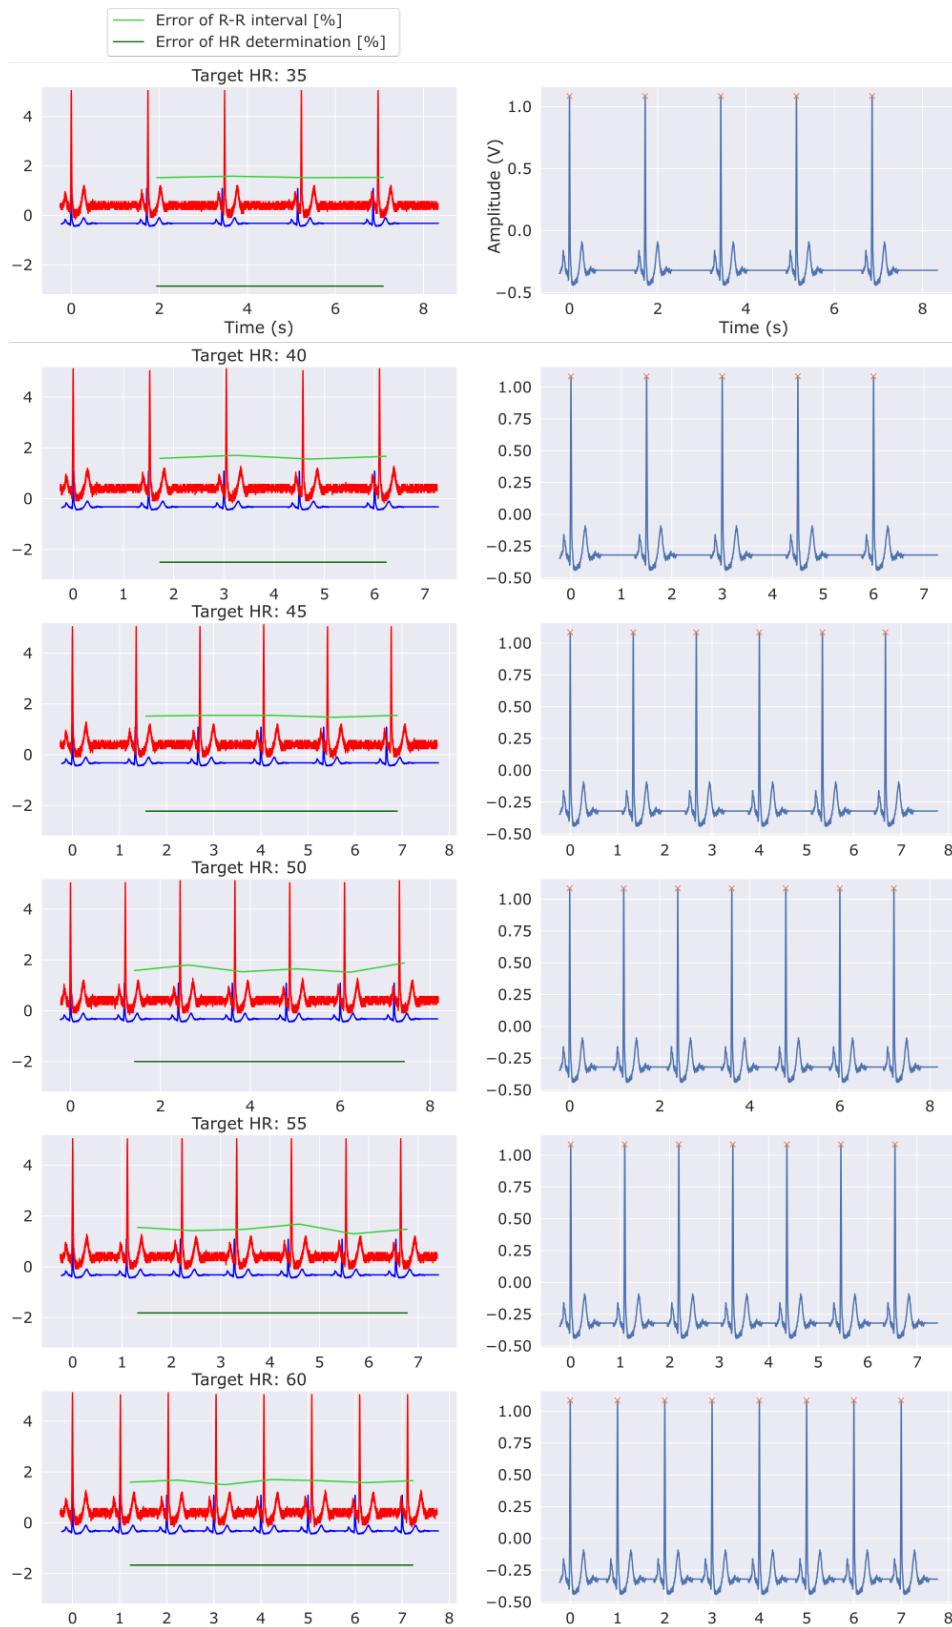 Error of R-R interval [%]
Error of HR determination [%]
Target HR: 35
4
2
0
−2
0 2 4 6 8
Time (s)
Amplitude (V)
1.0
0.5
0.0
−0.5
0 2 4 6 8
Time (s)
Target HR: 40
4
2
0
−2
0 1 2 3 4 5 6 7
1.00
0.75
0.50
0.25
0.00
−0.25
−0.50
0 1 2 3 4 5 6 7
Target HR: 45
4
2
0
−2
0 1 2 3 4 5 6 7 8
1.00
0.75
0.50
0.25
0.00
−0.25
−0.50
0 1 2 3 4 5 6 7 8
Target HR: 50
4
2
0
−2
0 2 4 6 8
1.00
0.75
0.50
0.25
0.00
−0.25
−0.50
0 2 4 6 8
Target HR: 55
4
2
0
−2
0 1 2 3 4 5 6 7
1.00
0.75
0.50
0.25
0.00
−0.25
−0.50
0 1 2 3 4 5 6 7
Target HR: 60
4
2
0
−2
0 1 2 3 4 5 6 7 8
1.00
0.75
0.50
0.25
0.00
−0.25
−0.50
0 1 2 3 4 5 6 7 8